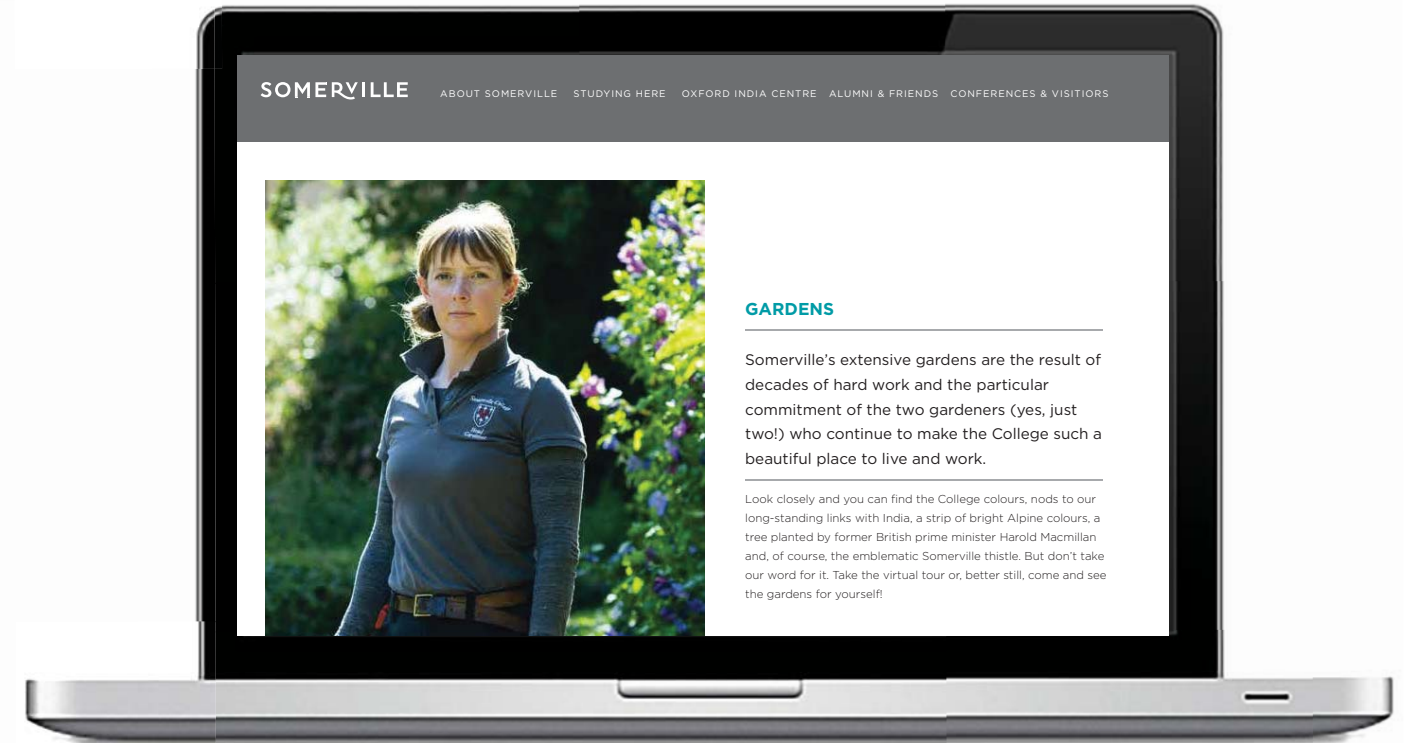 SOMERVILLE ABOUT SOMERVILLE STUDYING HERE OXFORD INDIA CENTRE ALUMNI & FRIENDS CONFERENCES & VISITIORS
Somerville College
Head
Gardener
GARDENS
Somerville’s extensive gardens are the result of
decades of hard work and the particular
commitment of the two gardeners (yes, just
two!) who continue to make the College such a
beautiful place to live and work.
Look closely and you can find the College colours, nods to our
long-standing links with India, a strip of bright Alpine colours, a
tree planted by former British prime minister Harold Macmillan
and, of course, the emblematic Somerville thistle. But don’t take
our word for it. Take the virtual tour or, better still, come and see
the gardens for yourself!